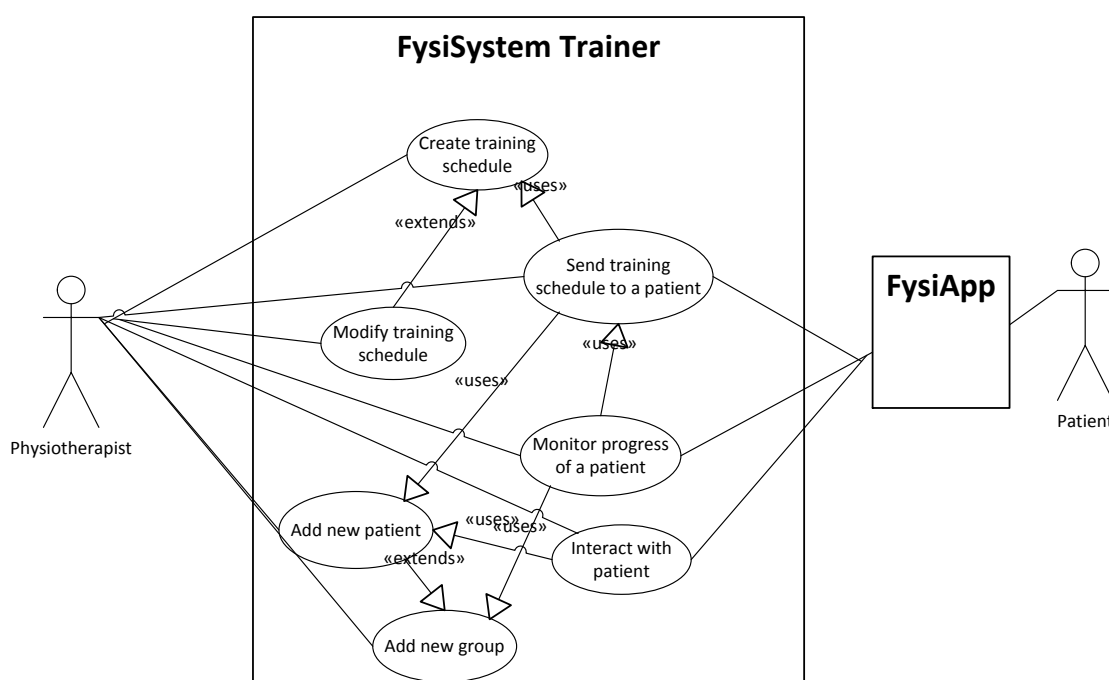 FysiSystem Trainer
Create training
schedule
«uses»
«extends»
Send training
schedule to a patient
FysiApp
Modify training
schedule
«uses»
«uses»
Physiotherapist
Patient
Monitor progress
of a patient
«uses»
«uses»
Add new patient
Interact with
patient
«extends»
Add new group